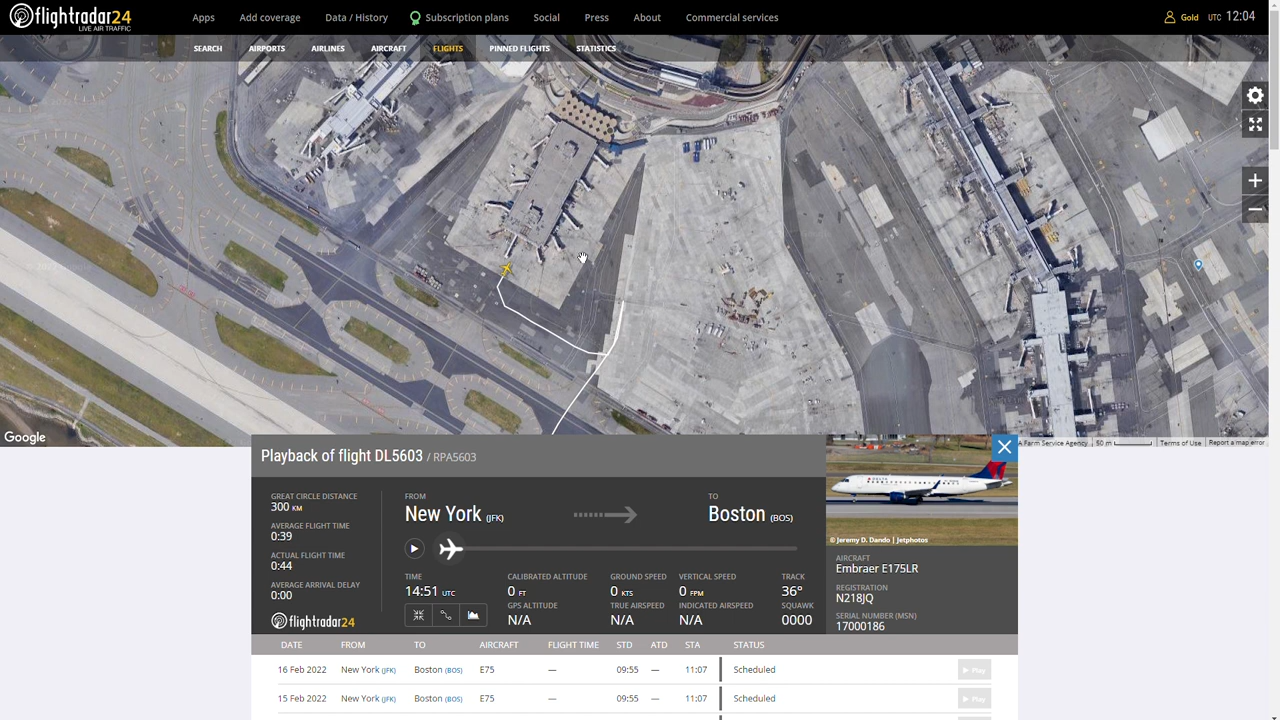 flightradar24
LIVE AIR TRAFFIC
Apps Add coverage Data / History Subscription plans Social Press About Commercial services
Gold UTC 12:04
SEARCH AIRPORTS AIRLINES AIRCRAFT FLIGHTS PINNED FLIGHTS STATISTICS
Google
Farm Service Agency 50 m Terms of Use Report a map error
Playback of flight DL5603 / RPA5603
GREAT CIRCLE DISTANCE
300 KM
AVERAGE FLIGHT TIME
0:39
ACTUAL FLIGHT TIME
0:44
AVERAGE ARRIVAL DELAY
0:00
flightradar24
FROM
New York (JFK)
TO
Boston (BOS)
TIME
14:51 UTC
CALIBRATED ALTITUDE
0 FT
GPS ALTITUDE
N/A
GROUND SPEED
0 KTS
TRUE AIRSPEED
N/A
VERTICAL SPEED
0 FPM
INDICATED AIRSPEED
N/A
TRACK
36°
SQUAWK
0000
DELTA
© Jeremy D. Dando | Jetphotos
AIRCRAFT
Embraer E175LR
REGISTRATION
N218JQ
SERIAL NUMBER (MSN)
17000186
DATE FROM TO AIRCRAFT FLIGHT TIME STD ATD STA STATUS
16 Feb 2022 New York (JFK) Boston (BOS) E75 — 09:55 — 11:07 Scheduled Play
15 Feb 2022 New York (JFK) Boston (BOS) E75 — 09:55 — 11:07 Scheduled Play